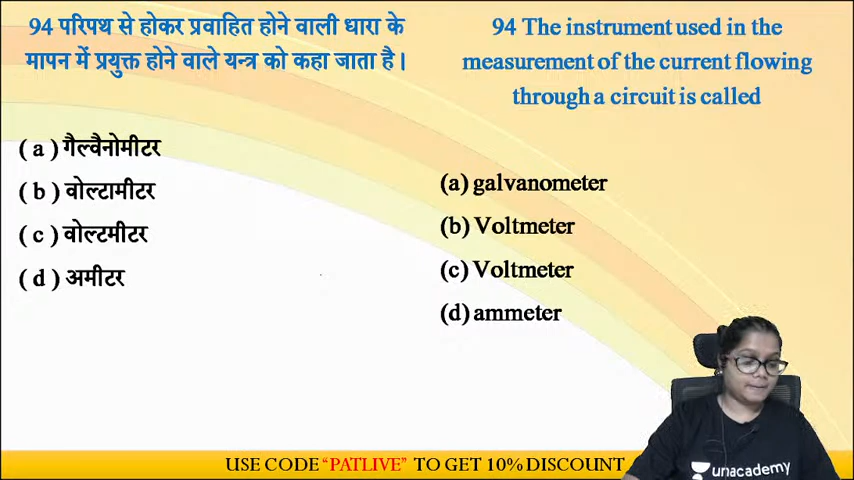 94 परिपथ से होकर प्रवाहित होने वाली धारा के
मापन में प्रयुक्त होने वाले यन्त्र को कहा जाता है।
( a ) गैल्वैनोमीटर
( b ) वोल्टामीटर
( c ) वोल्टमीटर
( d ) अमीटर
94 The instrument used in the
measurement of the current flowing
through a circuit is called
(a) galvanometer
(b) Voltmeter
(c) Voltmeter
(d) ammeter
unacademy
USE CODE “PATLIVE” TO GET 10% DISCOUNT